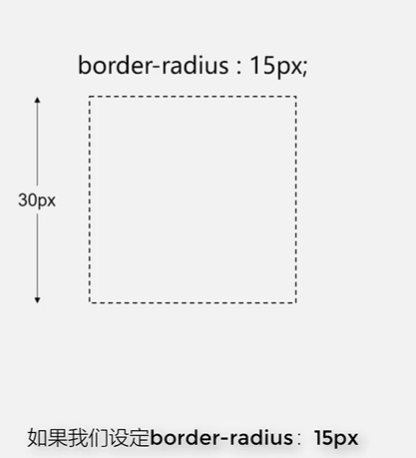 border-radius : 15px;
30px
如果我们设定border-radius：15px